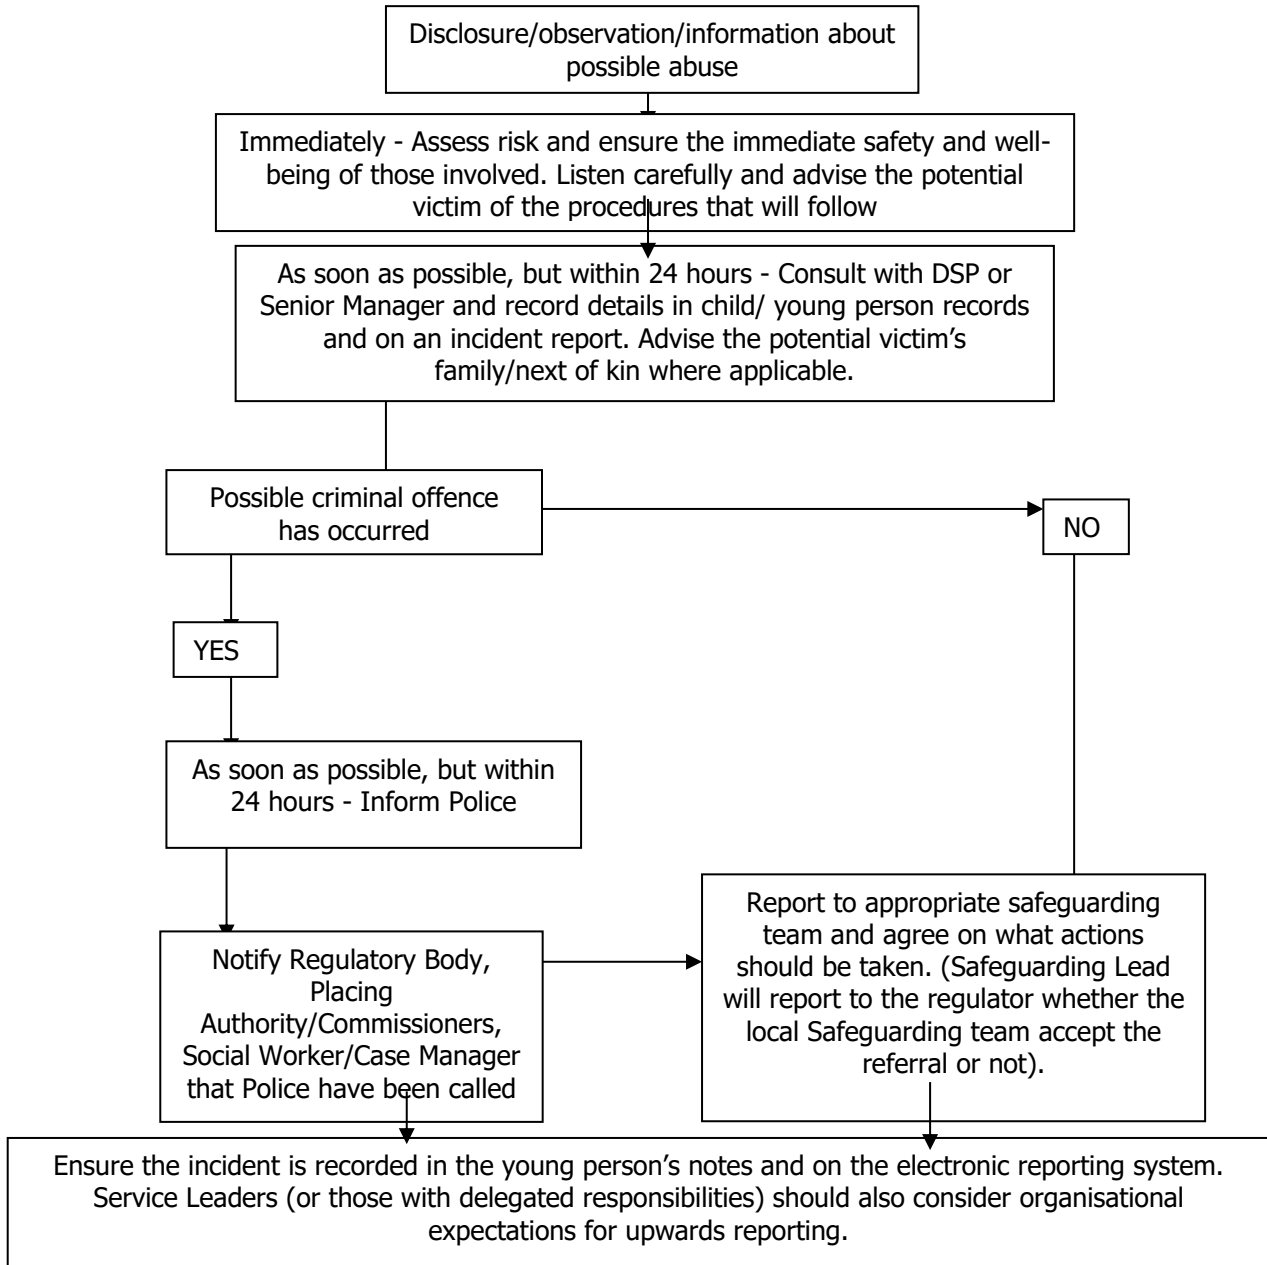 Disclosure/observation/information about
possible abuse
Immediately - Assess risk and ensure the immediate safety and well-
being of those involved. Listen carefully and advise the potential
victim of the procedures that will follow
As soon as possible, but within 24 hours - Consult with DSP or
Senior Manager and record details in child/ young person records
and on an incident report. Advise the potential victim’s
family/next of kin where applicable.
Possible criminal offence
has occurred
NO
YES
As soon as possible, but within
24 hours - Inform Police
Notify Regulatory Body,
Placing
Authority/Commissioners,
Social Worker/Case Manager
that Police have been called
Report to appropriate safeguarding
team and agree on what actions
should be taken. (Safeguarding Lead
will report to the regulator whether the
local Safeguarding team accept the
referral or not).
Ensure the incident is recorded in the young person’s notes and on the electronic reporting system.
Service Leaders (or those with delegated responsibilities) should also consider organisational
expectations for upwards reporting.